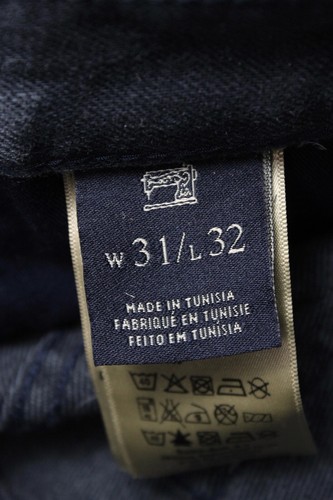 W 31/L 32
MADE IN TUNISIA
FABRIQUÉ EN TUNISIE
FEITO EM TUNÍSIA